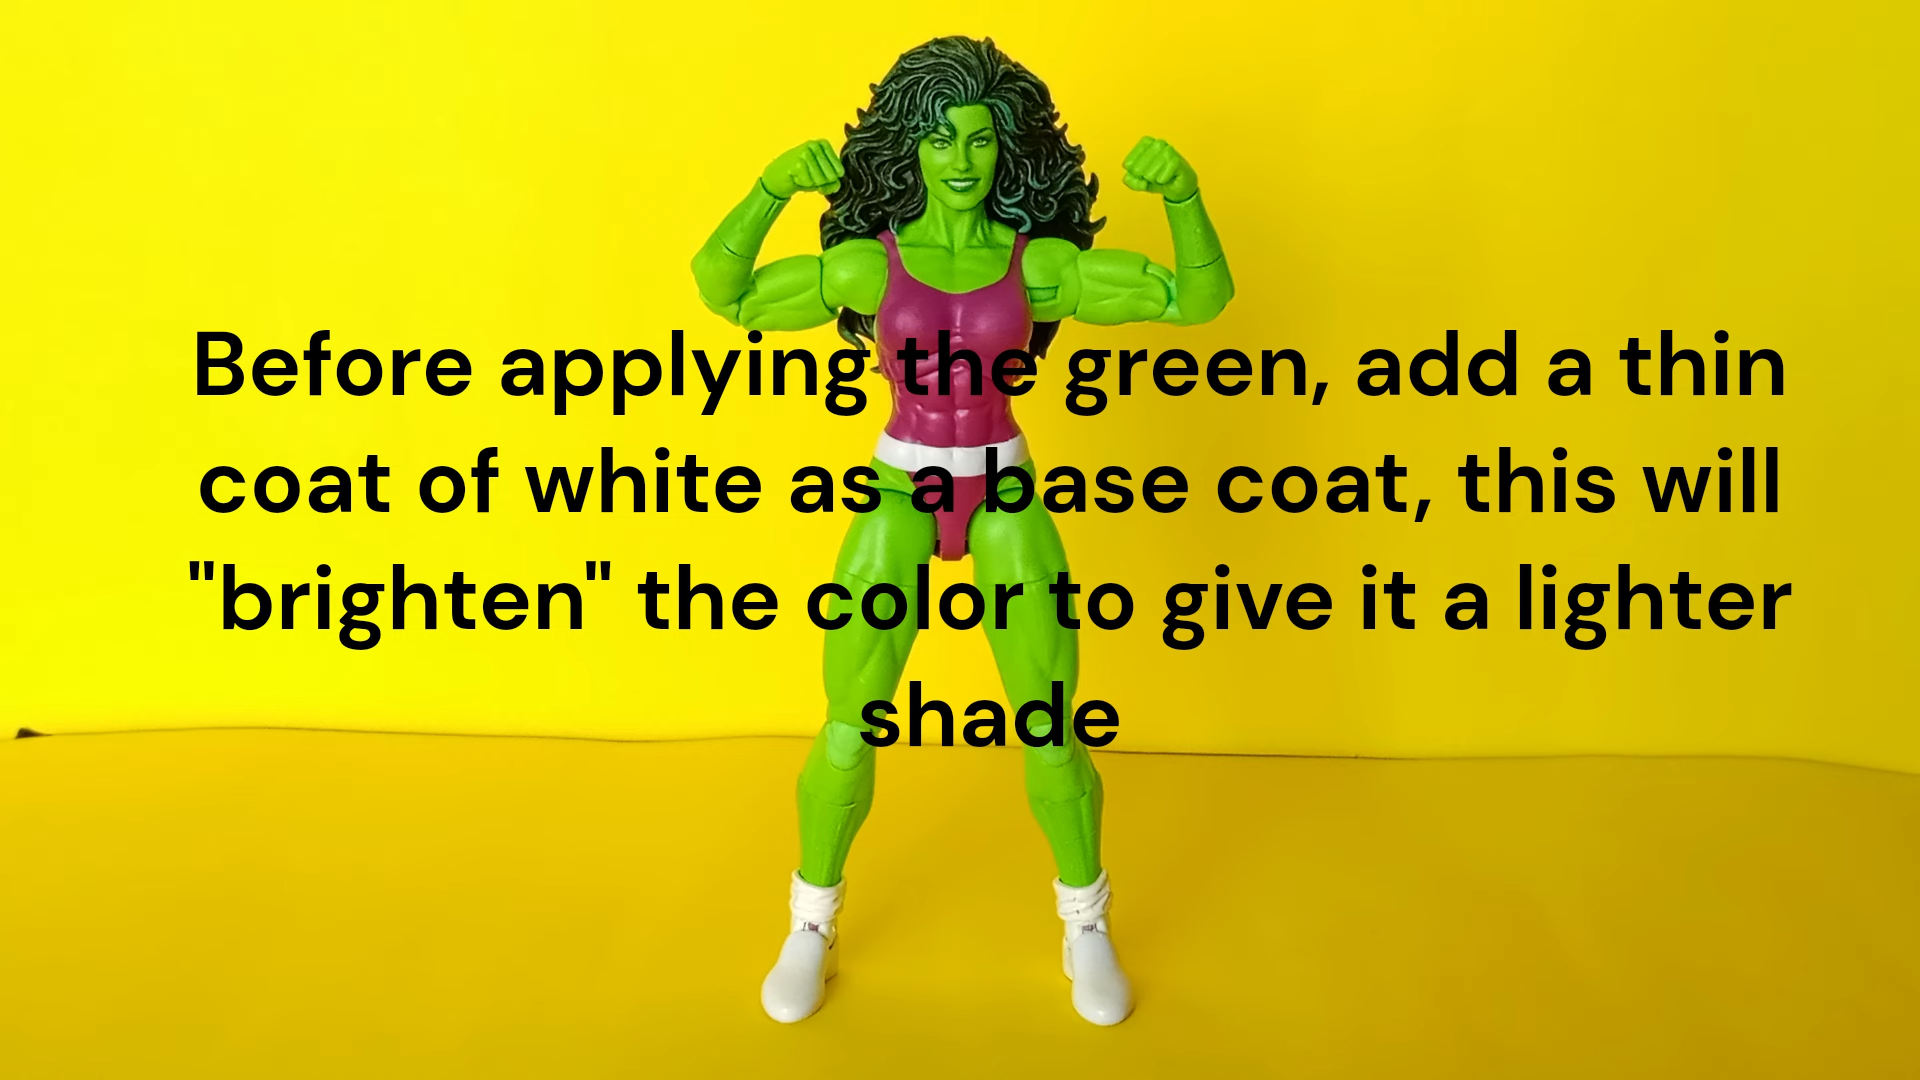 Before applying the green, add a thin
coat of white as a base coat, this will
"brighten" the color to give it a lighter
shade